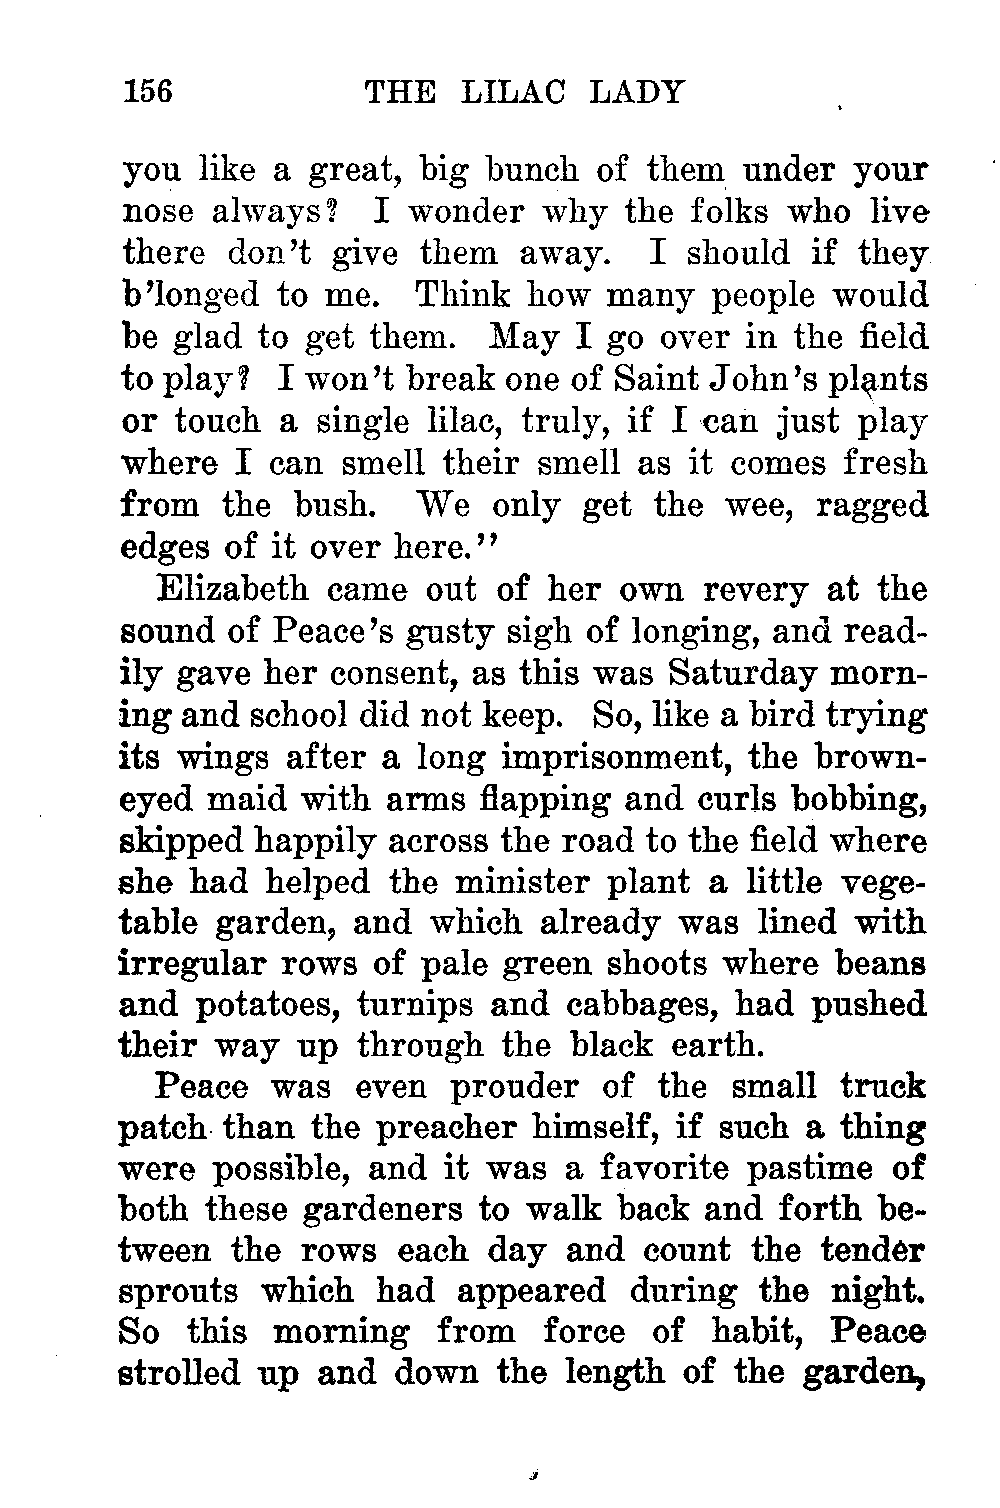 156 THE LILAC LADY
you like a great, big bunch of them under your
nose always? I wonder why the folks who live
there don't give them away. I should if they
b'longed to me. Think how many people would
be glad to get them. May I go over in the field
to play? I won't break one of Saint John's plants
or touch a single lilac, truly, if I can just play
where I can smell their smell as it comes fresh
from the bush. We only get the wee, ragged
edges of it over here."
Elizabeth came out of her own revery at the
sound of Peace's gusty sigh of longing, and read-
ily gave her consent, as this was Saturday morn-
ing and school did not keep. So, like a bird trying
its wings after a long imprisonment, the brown-
eyed maid with arms flapping and curls bobbing,
skipped happily across the road to the field where
she had helped the minister plant a little vege-
table garden, and which already was lined with
irregular rows of pale green shoots where beans
and potatoes, turnips and cabbages, had pushed
their way up through the black earth.
Peace was even prouder of the small truck
patch than the preacher himself, if such a thing
were possible, and it was a favorite pastime of
both these gardeners to walk back and forth be-
tween the rows each day and count the tender
sprouts which had appeared during the night.
So this morning from force of habit, Peace
strolled up and down the length of the garden,